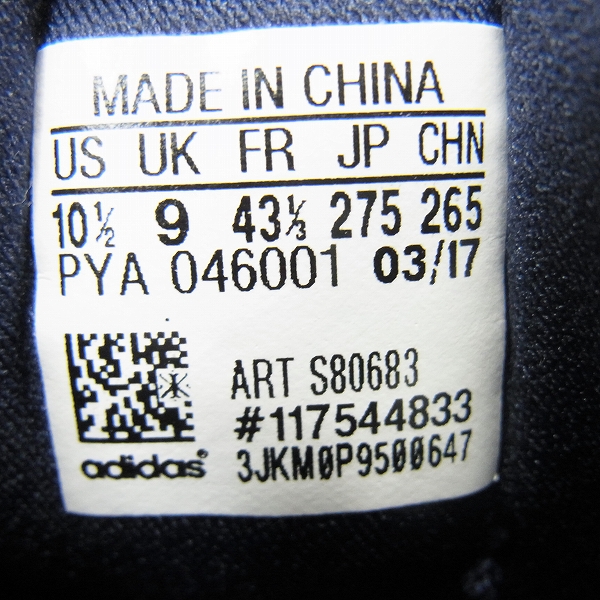 MADE IN CHINA
US UK FR JP CHN
10½ 9 43⅓ 275 265
PYA 046001 03/17
ART S80683
#117544833
adidas® 3JKM0P9500647